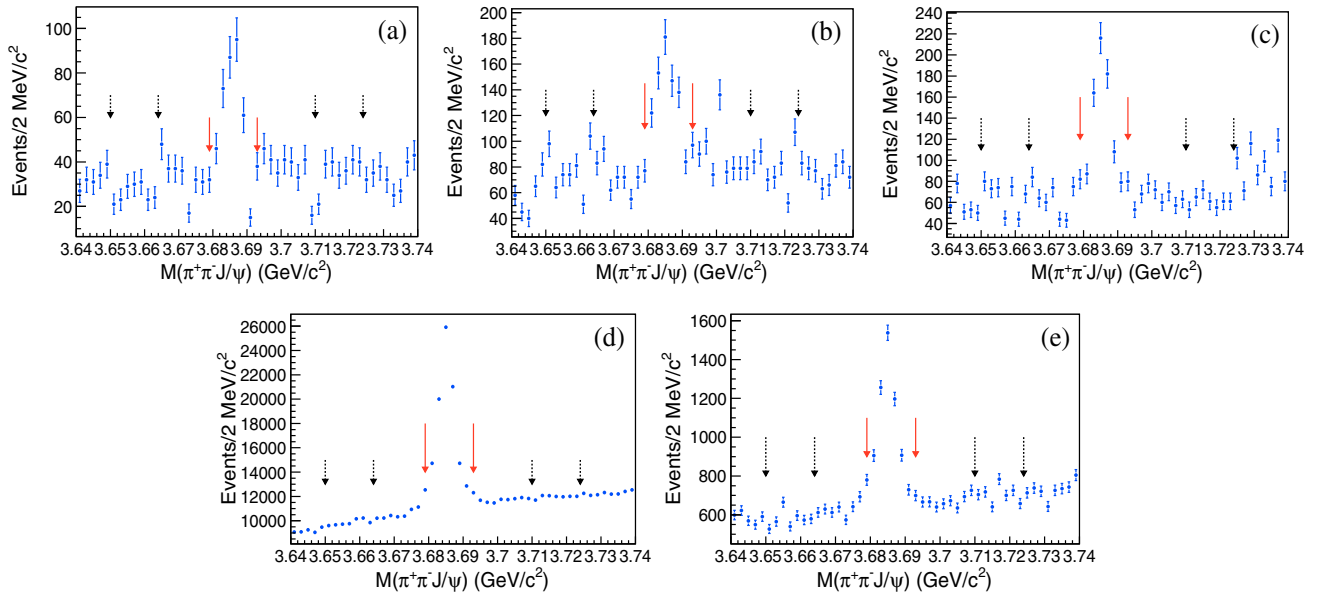 (a)
Events/2 MeV/c²
100
80
60
40
20
3.64 3.65 3.66 3.67 3.68 3.69 3.7 3.71 3.72 3.73 3.74
M(π⁺π⁻J/ψ) (GeV/c²)
(b)
Events/2 MeV/c²
200
180
160
140
120
100
80
60
40
3.64 3.65 3.66 3.67 3.68 3.69 3.7 3.71 3.72 3.73 3.74
M(π⁺π⁻J/ψ) (GeV/c²)
(c)
Events/2 MeV/c²
240
220
200
180
160
140
120
100
80
60
40
3.64 3.65 3.66 3.67 3.68 3.69 3.7 3.71 3.72 3.73 3.74
M(π⁺π⁻J/ψ) (GeV/c²)
(d)
Events/2 MeV/c²
26000
24000
22000
20000
18000
16000
14000
12000
10000
3.64 3.65 3.66 3.67 3.68 3.69 3.7 3.71 3.72 3.73 3.74
M(π⁺π⁻J/ψ) (GeV/c²)
(e)
Events/2 MeV/c²
1600
1400
1200
1000
800
600
3.64 3.65 3.66 3.67 3.68 3.69 3.7 3.71 3.72 3.73 3.74
M(π⁺π⁻J/ψ) (GeV/c²)